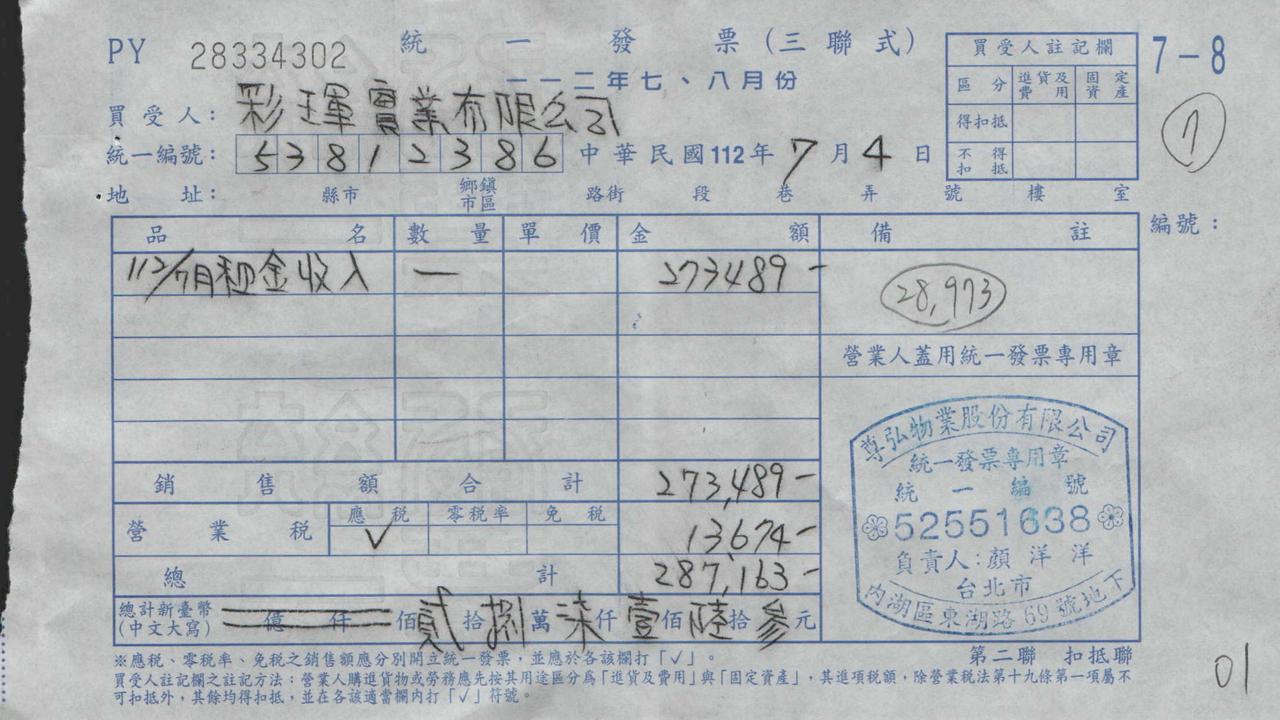 PY 28334302 統一發票(三聯式)
一一二年七、八月份
買受人註記欄
區分 進貨及費用 固定資產
得扣抵
不得扣抵
7-8
7
買受人: 彩琿實業有限公司
統一編號: 53812386 中華民國112年7月4日
地址: 縣市 鄉鎮市區 路街 段 巷 弄 號 樓 室
品名 數量 單價 金額 備註 編號:
112/7月租金收入 一 273489-
28,973
營業人蓋用統一發票專用章
銷售額合計 273,489-
營業稅 應稅 零稅率 免稅
✓ 13,674-
總計 287,163-
總計新臺幣(中文大寫) 億仟佰貳拾捌萬柒仟壹佰陸拾參元
尊弘物業股份有限公司
統一發票專用章
統一編號
52551638
負責人:顏洋洋
台北市
內湖區東湖路69號地下
※應稅、零稅率、免稅之銷售額應分別開立統一發票,並應於各該欄打「✓」。
第二聯 扣抵聯
買受人註記欄之註記方法:營業人購進貨物或勞務應先按其用途區分為「進貨及費用」與「固定資產」,其進項稅額,除營業稅法第十九條第一項屬不
可扣抵外,其餘均得扣抵,並在各該適當欄內打「✓」符號。
01